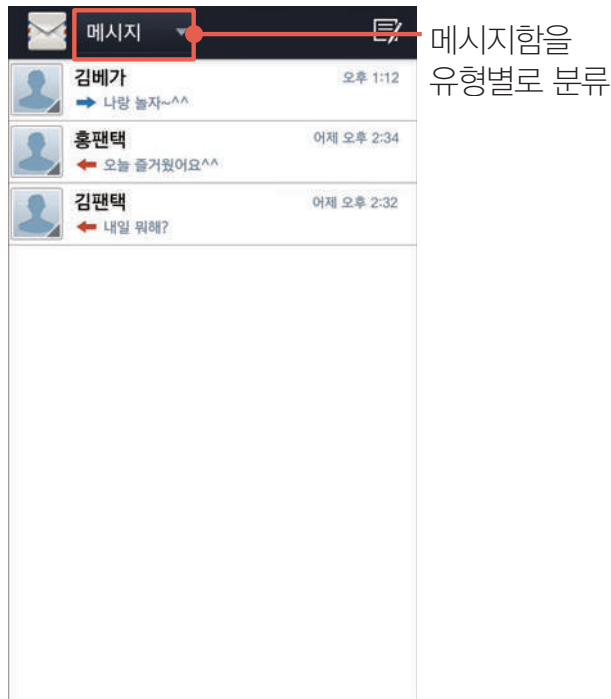 메시지
메시지함을
유형별로 분류
김베가
오후 1:12
나랑 놀자~^^
홍팬택
어제 오후 2:34
오늘 즐거웠어요^^
김팬택
어제 오후 2:32
내일 뭐해?